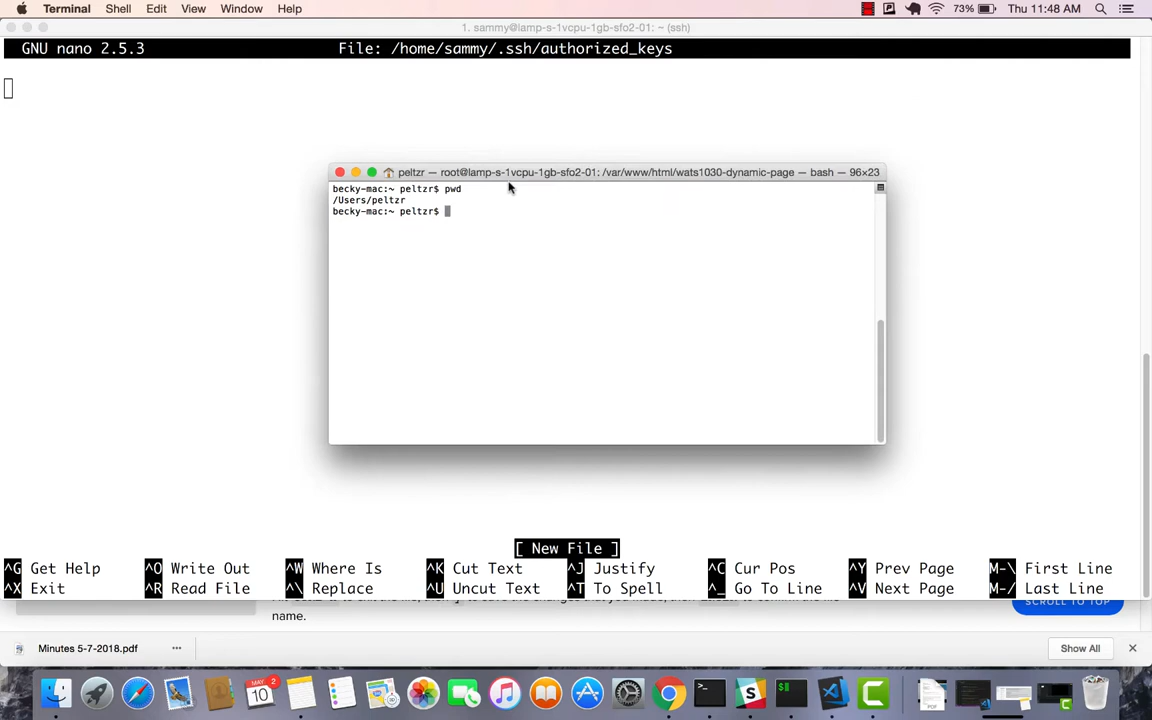 Terminal Shell Edit View Window Help 73% Thu 11:48 AM
1. sammy@lamp-s-1vcpu-1gb-sfo2-01: ~ (ssh)
GNU nano 2.5.3 File: /home/sammy/.ssh/authorized_keys
peltzr — root@lamp-s-1vcpu-1gb-sfo2-01: /var/www/html/wats1030-dynamic-page — bash — 96×23
becky-mac:~ peltzr$ pwd
/Users/peltzr
becky-mac:~ peltzr$
[ New File ]
^G Get Help ^O Write Out ^W Where Is ^K Cut Text ^J Justify ^C Cur Pos ^Y Prev Page M-\ First Line
^X Exit ^R Read File ^\ Replace ^U Uncut Text ^T To Spell ^_ Go To Line ^V Next Page M-/ Last Line
SCROLL TO TOP
name.
Minutes 5-7-2018.pdf Show All
MAY
10